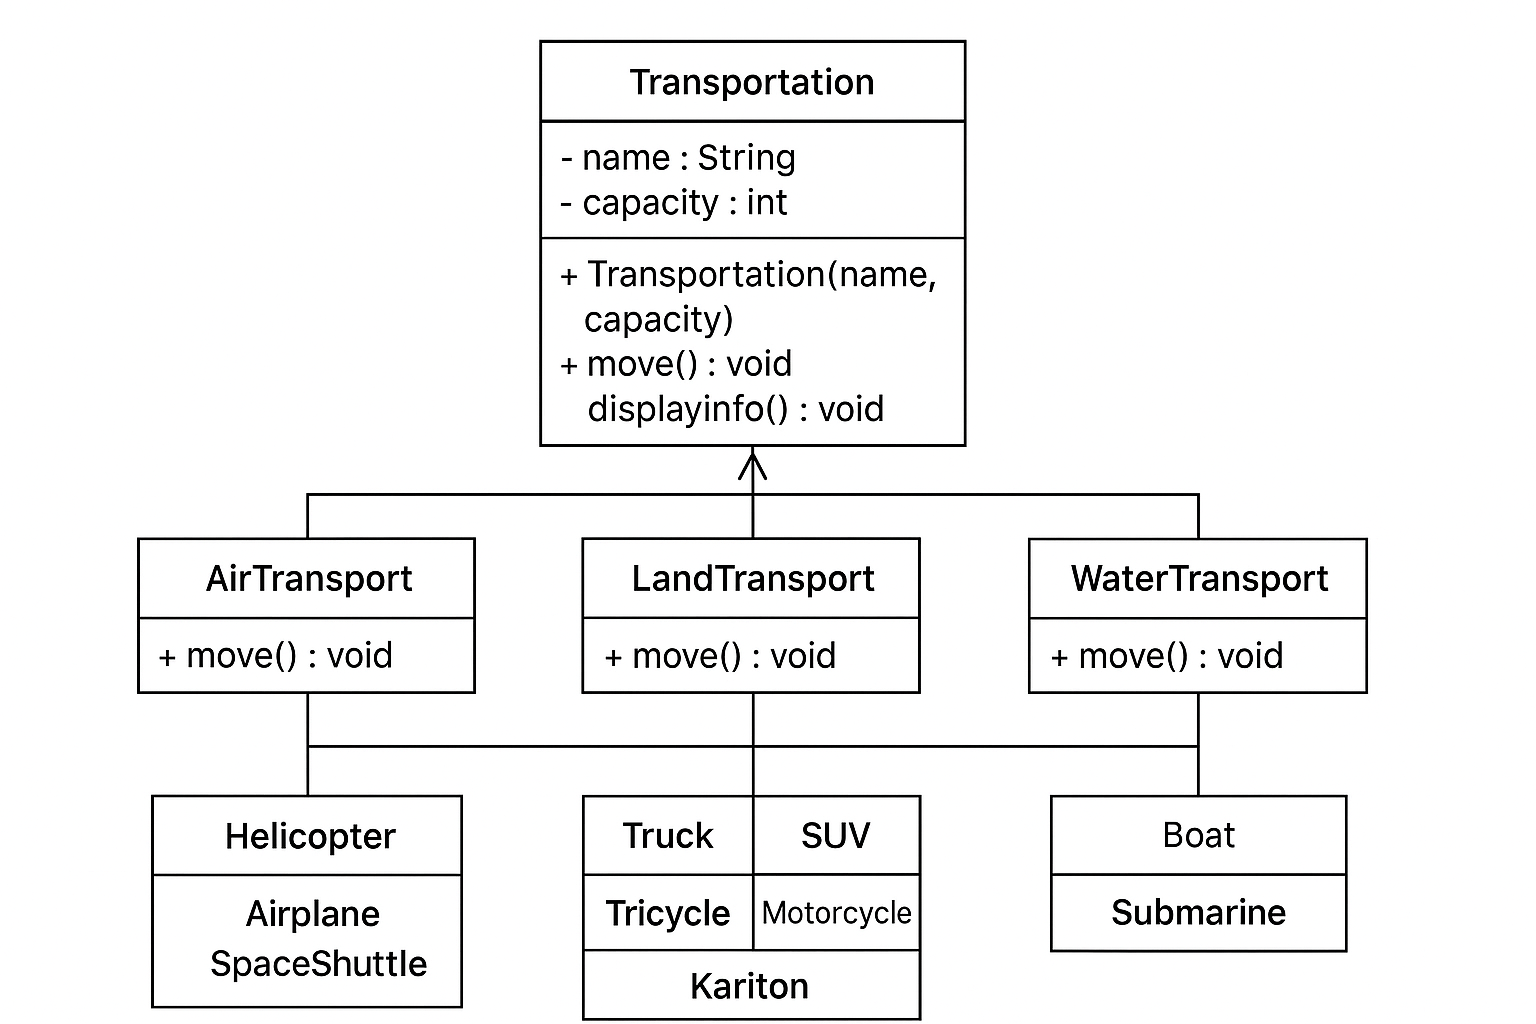 Transportation
- name : String
- capacity : int
+ Transportation(name,
capacity)
+ move() : void
displayinfo() : void
AirTransport
+ move() : void
LandTransport
+ move() : void
WaterTransport
+ move() : void
Helicopter
Airplane
SpaceShuttle
Truck
SUV
Tricycle
Motorcycle
Kariton
Boat
Submarine